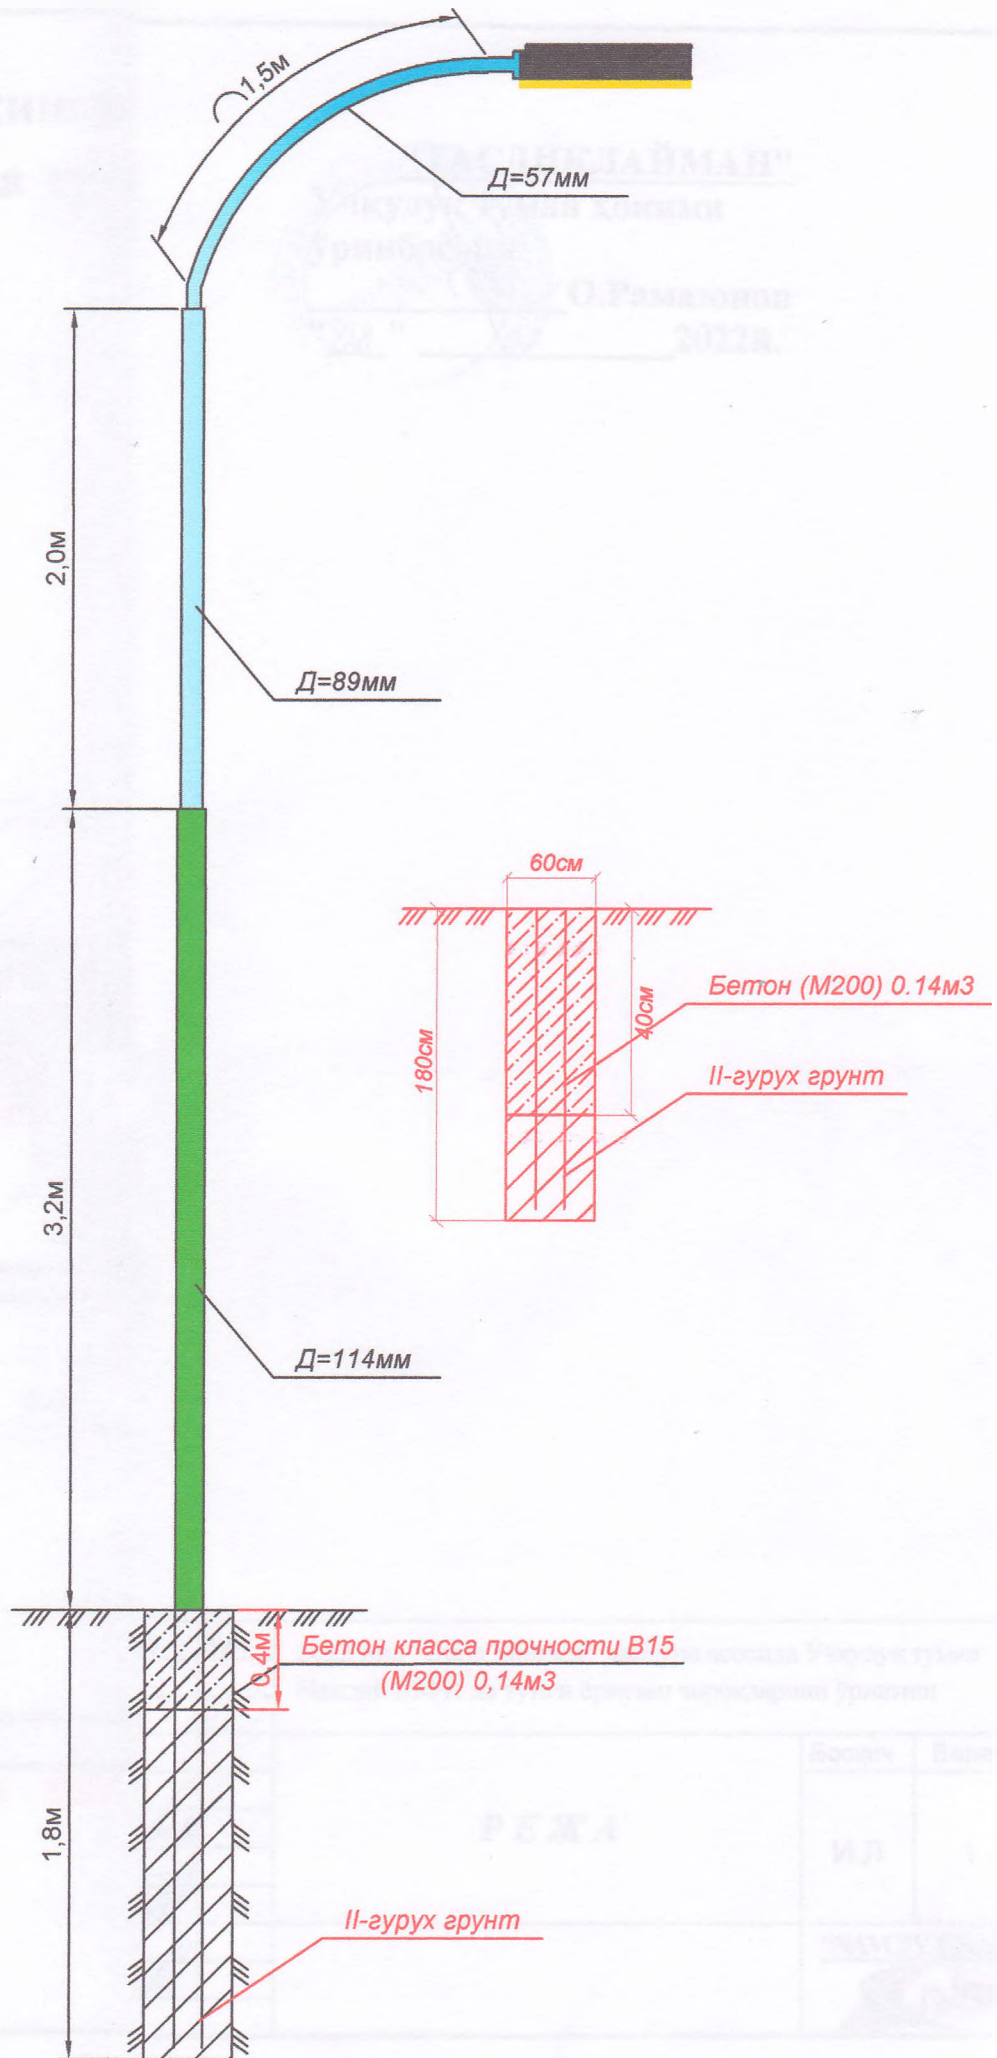 1,5м
Д=57мм
"ТАСДИКЛАЙМАН"
О.Рамазонов
2022й.
2,0м
Д=89мм
60см
Бетон (М200) 0.14м3
40см
180см
II-гурух грунт
3,2м
Д=114мм
0,4м
Бетон класса прочности В15
(М200) 0,14м3
РЕЖА
1,8м
II-гурух грунт